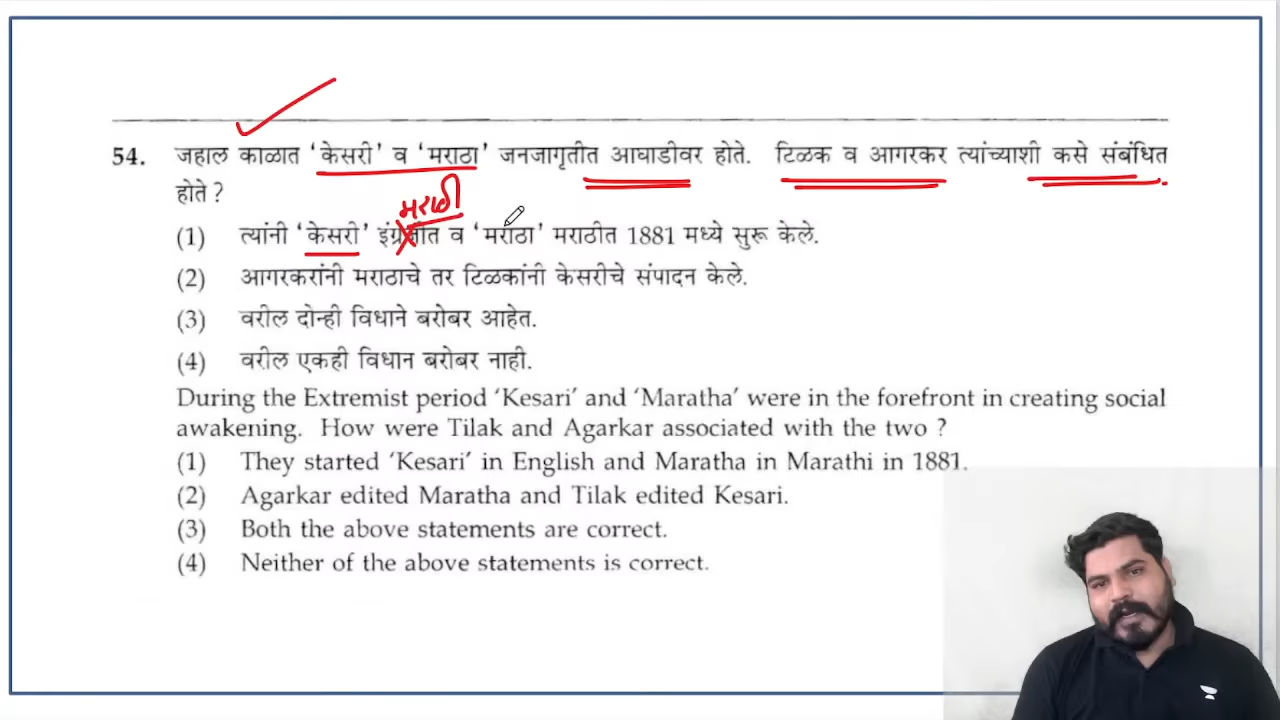 54. जहाल काळात ‘केसरी’ व ‘मराठा’ जनजागृतीत आघाडीवर होते. टिळक व आगरकर त्यांच्याशी कसे संबंधित
होते ?
मराठी
(1) त्यांनी ‘केसरी’ इंग्रजीत व ‘मराठा’ मराठीत 1881 मध्ये सुरू केले.
(2) आगरकरांनी मराठाचे तर टिळकांनी केसरीचे संपादन केले.
(3) वरील दोन्ही विधाने बरोबर आहेत.
(4) वरील एकही विधान बरोबर नाही.
During the Extremist period ‘Kesari’ and ‘Maratha’ were in the forefront in creating social
awakening. How were Tilak and Agarkar associated with the two ?
(1) They started ‘Kesari’ in English and Maratha in Marathi in 1881.
(2) Agarkar edited Maratha and Tilak edited Kesari.
(3) Both the above statements are correct.
(4) Neither of the above statements is correct.